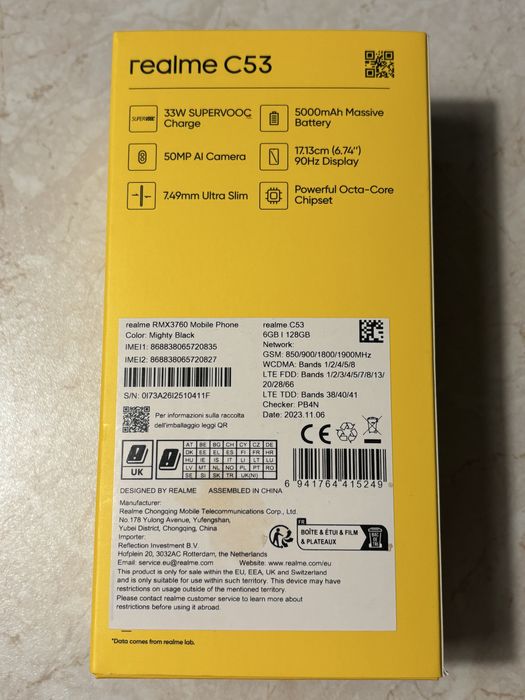 realme C53
SUPERVOOC
33W SUPERVOOC
Charge
5000mAh Massive
Battery
50MP AI Camera
17.13cm (6.74'')
90Hz Display
7.49mm Ultra Slim
Powerful Octa-Core
Chipset
realme RMX3760 Mobile Phone
Color: Mighty Black
IMEI1: 868838065720835
IMEI2: 868838065720827
S/N: 0I73A26I2510411F
Per informazioni sulla raccolta
dell'imballaggio leggi QR
realme C53
6GB I 128GB
Network:
GSM: 850/900/1800/1900MHz
WCDMA: Bands 1/2/4/5/8
LTE FDD: Bands 1/2/3/4/5/7/8/13/
20/28/66
LTE TDD: Bands 38/40/41
Checker: PB4N
Date: 2023.11.06
CE
UK
AT BE BG CH CY CZ DE
DK EE EL ES FI FR HR
HU IE IS IT LI LT LU
LV MT NL NO PL PT RO
SE SI SK TR UK(NI)
6 941764 415249
DESIGNED BY REALME ASSEMBLED IN CHINA
Manufacturer:
Realme Chongqing Mobile Telecommunications Corp., Ltd.
No.178 Yulong Avenue, Yufengshan,
Yubei District, Chongqing, China
Importer:
Reflection Investment B.V.
Hofplein 20, 3032AC Rotterdam, the Netherlands
Email: service.eu@realme.com Website: www.realme.com/eu
This product is only for sale within the EU, EEA, UK and Switzerland
and is only suitable for use within such territory. This device may have
restrictions on usage outside of the mentioned territory.
Please contact realme customer service to learn more about
restrictions before using it abroad.
FR
BOÎTE & ÉTUI & FILM
& PLATEAUX
BAC DE TRI
*Data comes from realme lab.